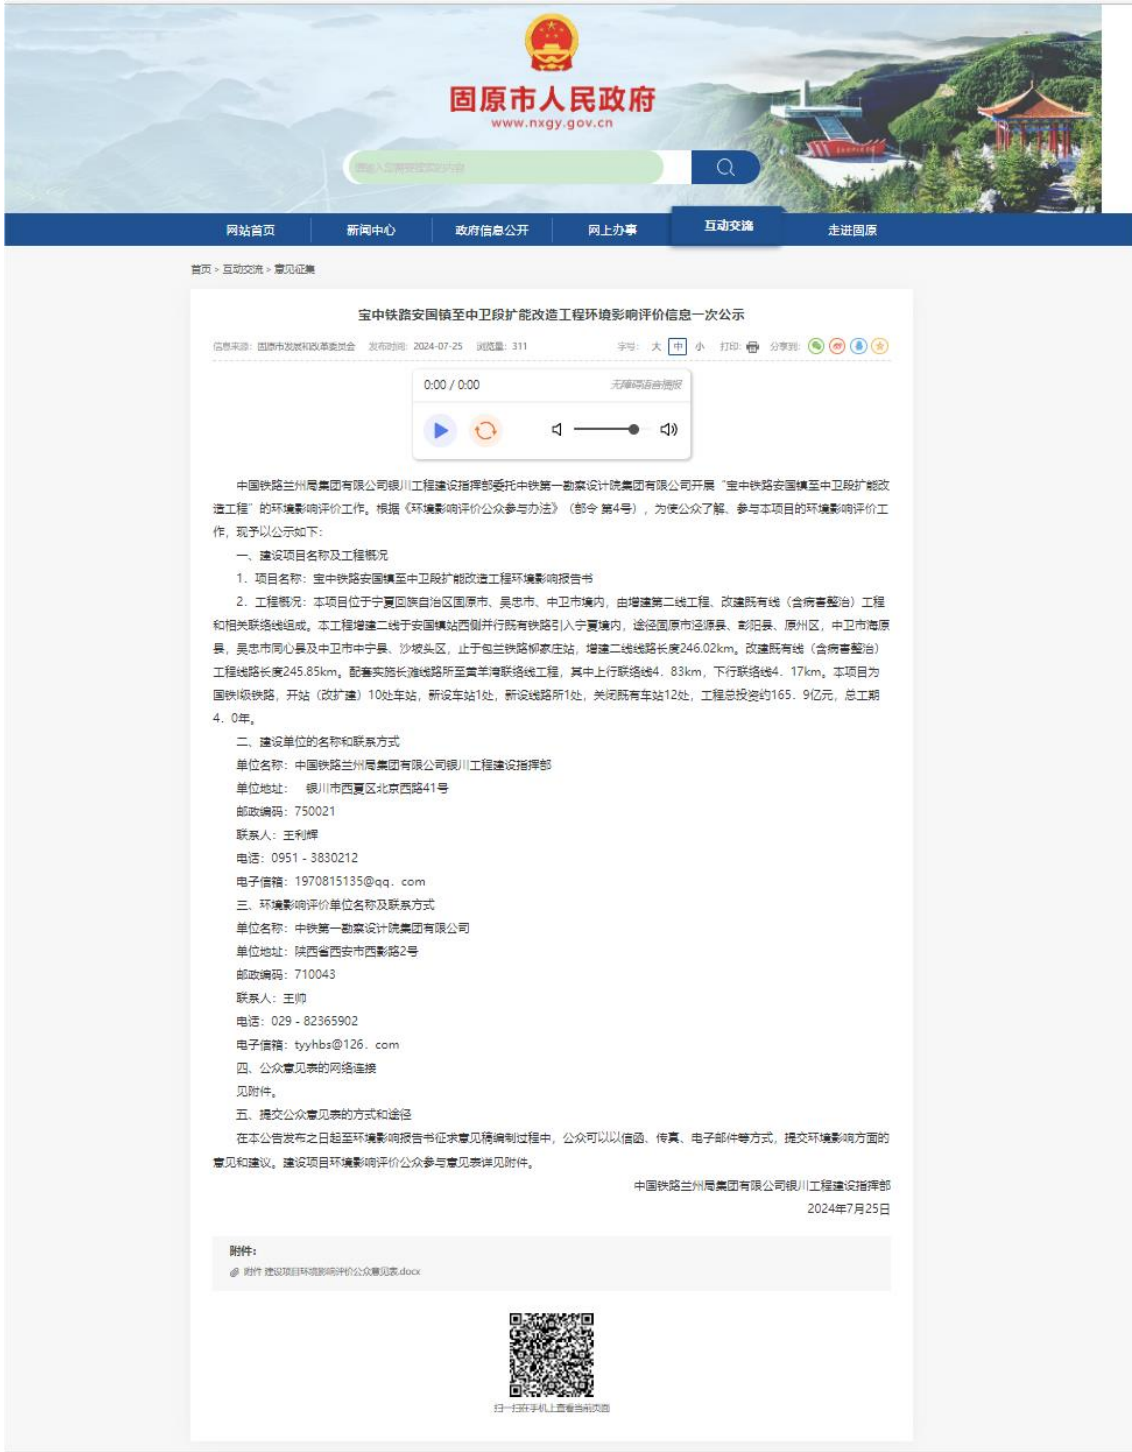 固原市人民政府
www.nxgy.gov.cn
网站首页 新闻中心 政府信息公开 网上办事 互动交流 走进固原
首页 > 互动交流 > 意见征集
宝中铁路安国镇至中卫段扩能改造工程环境影响评价信息一次公示
信息来源: 固原市发展和改革委员会 发布时间: 2024-07-25 浏览量: 311 字号: 大 中 小 打印: 分享到:
0:00 / 0:00 无障碍语音播报
中国铁路兰州局集团有限公司银川工程建设指挥部委托中铁第一勘察设计院集团有限公司开展“宝中铁路安国镇至中卫段扩能改
造工程”的环境影响评价工作。根据《环境影响评价公众参与办法》（部令 第4号），为使公众了解、参与本项目的环境影响评价工
作，现予以公示如下：
一、建设项目名称及工程概况
1．项目名称：宝中铁路安国镇至中卫段扩能改造工程环境影响报告书
2．工程概况：本项目位于宁夏回族自治区固原市、吴忠市、中卫市境内，由增建第二线工程、改建既有线（含病害整治）工程
和相关联络线组成。本工程增建二线于安国镇站西侧并行既有铁路引入宁夏境内，途径固原市泾源县、彭阳县、原州区，中卫市海原
县，吴忠市同心县及中卫市中宁县、沙坡头区，止于包兰铁路柳家庄站，增建二线线路长度246.02km。改建既有线（含病害整治）
工程线路长度245.85km。配套实施长滩线路所至黄羊湾联络线工程，其中上行联络线4．83km，下行联络线4．17km。本项目为
国铁I级铁路，开站（改扩建）10处车站，新设车站1处，新设线路所1处，关闭既有车站12处，工程总投资约165．9亿元，总工期
4．0年。
二、建设单位的名称和联系方式
单位名称：中国铁路兰州局集团有限公司银川工程建设指挥部
单位地址： 银川市西夏区北京西路41号
邮政编码：750021
联系人：王利辉
电话：0951 - 3830212
电子信箱：1970815135@qq．com
三、环境影响评价单位名称及联系方式
单位名称：中铁第一勘察设计院集团有限公司
单位地址：陕西省西安市西影路2号
邮政编码：710043
联系人：王帅
电话：029 - 82365902
电子信箱：tyyhbs@126．com
四、公众意见表的网络连接
见附件。
五、提交公众意见表的方式和途径
在本公告发布之日起至环境影响报告书征求意见稿编制过程中，公众可以以信函、传真、电子邮件等方式，提交环境影响方面的
意见和建议。建设项目环境影响评价公众参与意见表详见附件。
中国铁路兰州局集团有限公司银川工程建设指挥部
2024年7月25日
附件：
附件 建设项目环境影响评价公众意见表.docx
扫一扫在手机上查看当前页面